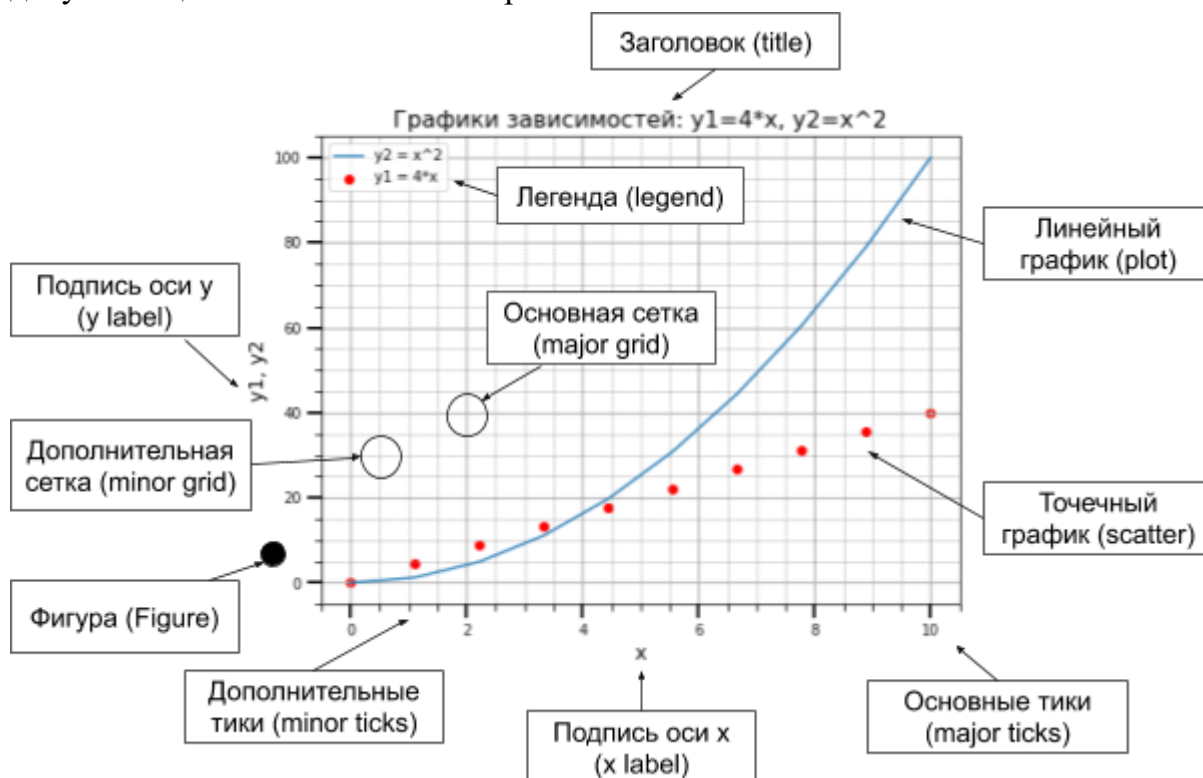 Заголовок (title)
Графики зависимостей: y1=4*x, y2=x^2
y2 = x^2
y1 = 4*x
Легенда (legend)
Линейный
график (plot)
Подпись оси y
(y label)
Основная сетка
(major grid)
Дополнительная
сетка (minor grid)
Точечный
график (scatter)
Фигура (Figure)
y1, y2
100
80
60
40
20
0
0 2 4 6 8 10
x
Дополнительные
тики (minor ticks)
Подпись оси x
(x label)
Основные тики
(major ticks)